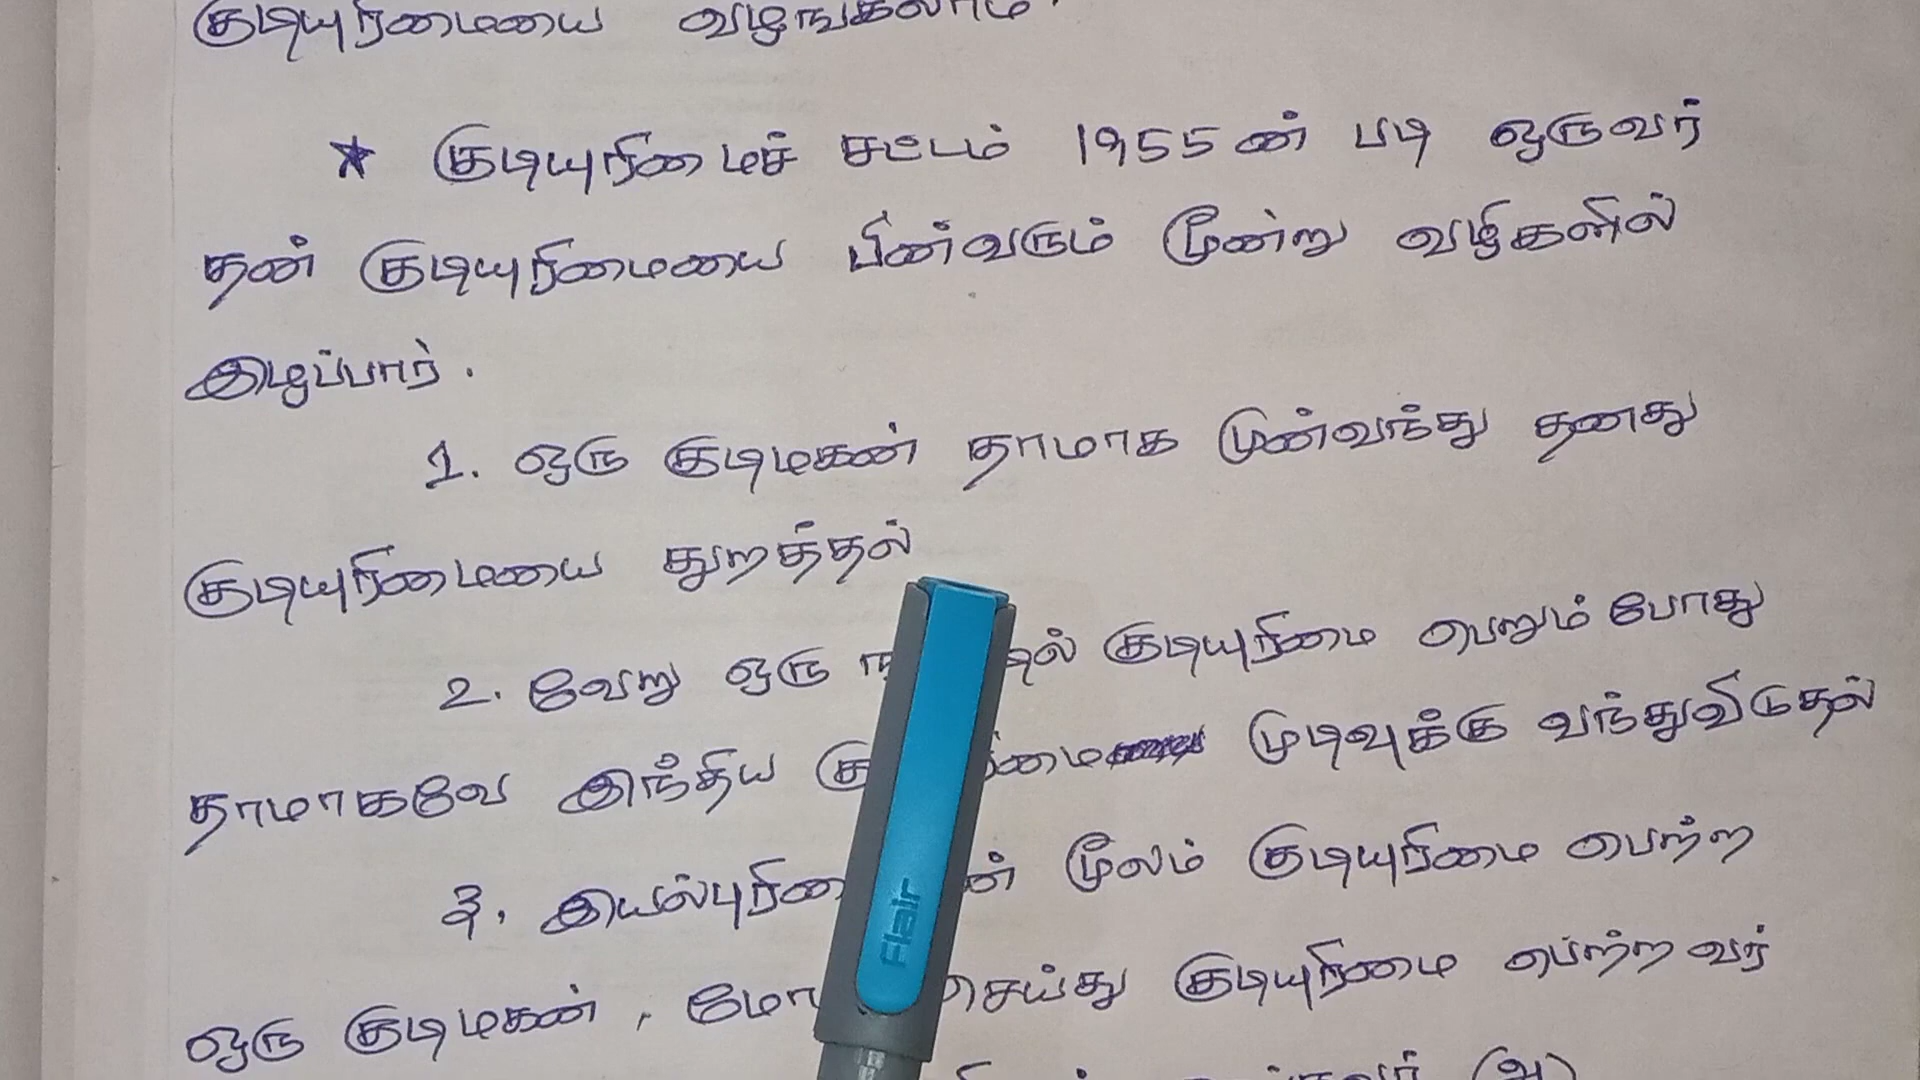 குடியுரிமையை வழங்கலாம்.
★ குடியுரிமைச் சட்டம் 1955ன் படி ஒருவர்
தன் குடியுரிமையை பின்வரும் மூன்று வழிகளில்
இழப்பார்.
1. ஒரு குடிமகன் தாமாக முன்வந்து தனது
குடியுரிமையை துறத்தல்
2. வேறு ஒரு குடியுரிமை பெறும் போது
தாமாகவே இந்திய முடிவுக்கு வந்துவிடுதல்
3. மூலம் குடியுரிமை பெற்ற
ஒரு குடிமகன், செய்து குடியுரிமை பெற்றவர்
(அ)
Flair